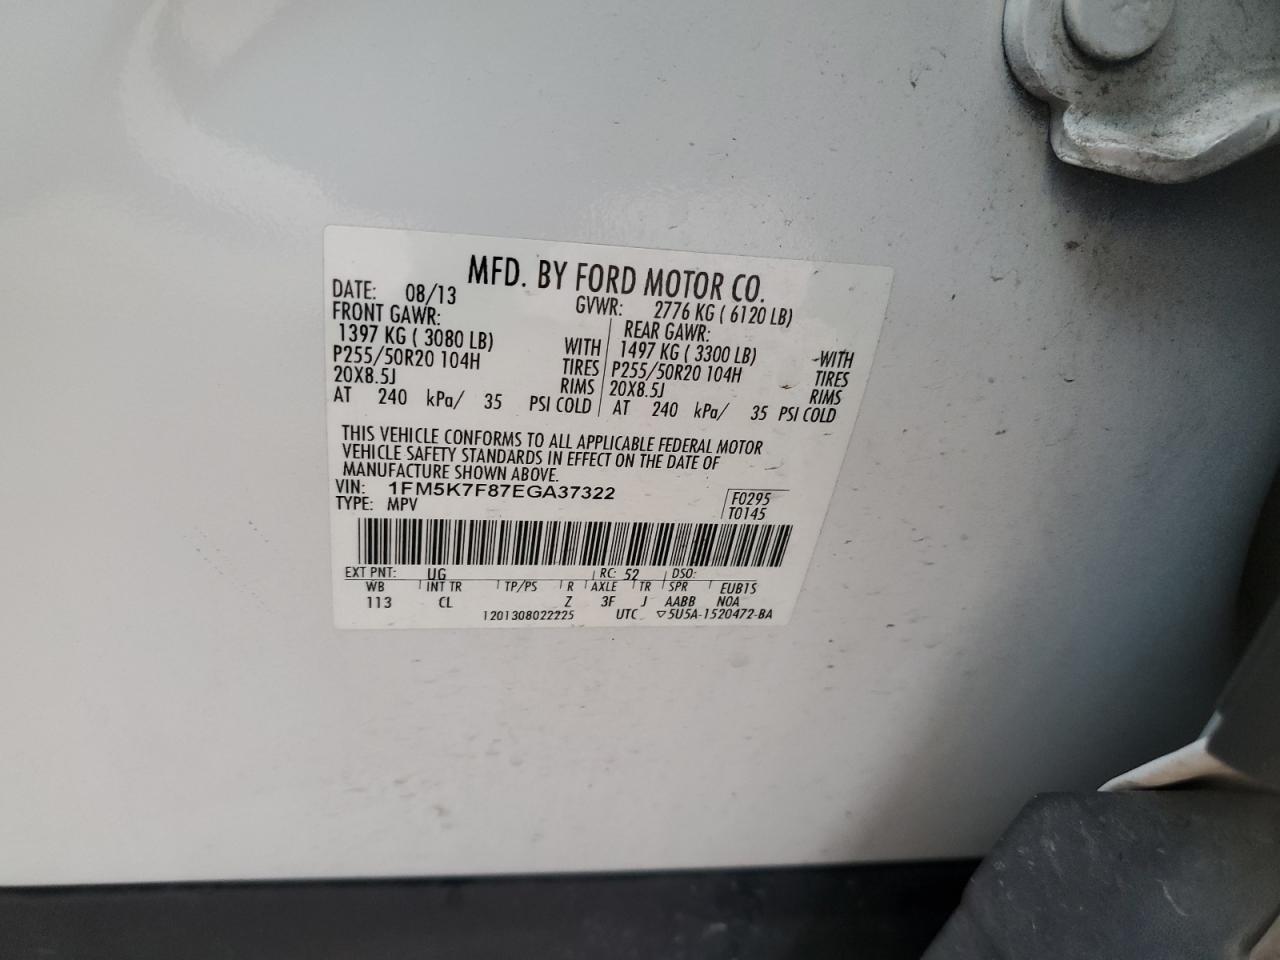 MFD. BY FORD MOTOR CO.
DATE: 08/13 GVWR: 2776 KG ( 6120 LB)
FRONT GAWR: REAR GAWR:
1397 KG ( 3080 LB) WITH 1497 KG ( 3300 LB) WITH
P255/50R20 104H TIRES P255/50R20 104H TIRES
20X8.5J RIMS 20X8.5J RIMS
AT 240 kPa/ 35 PSI COLD AT 240 kPa/ 35 PSI COLD
THIS VEHICLE CONFORMS TO ALL APPLICABLE FEDERAL MOTOR
VEHICLE SAFETY STANDARDS IN EFFECT ON THE DATE OF
MANUFACTURE SHOWN ABOVE.
VIN: 1FM5K7F87EGA37322 F0295
TYPE: MPV T0145
EXT PNT: UG RC: 52 DSO:
WB INT TR TP/PS R AXLE TR SPR EUB1S
113 CL Z 3F J AABB N0A
1201308022225 UTC ▽5U5A-1520472-BA